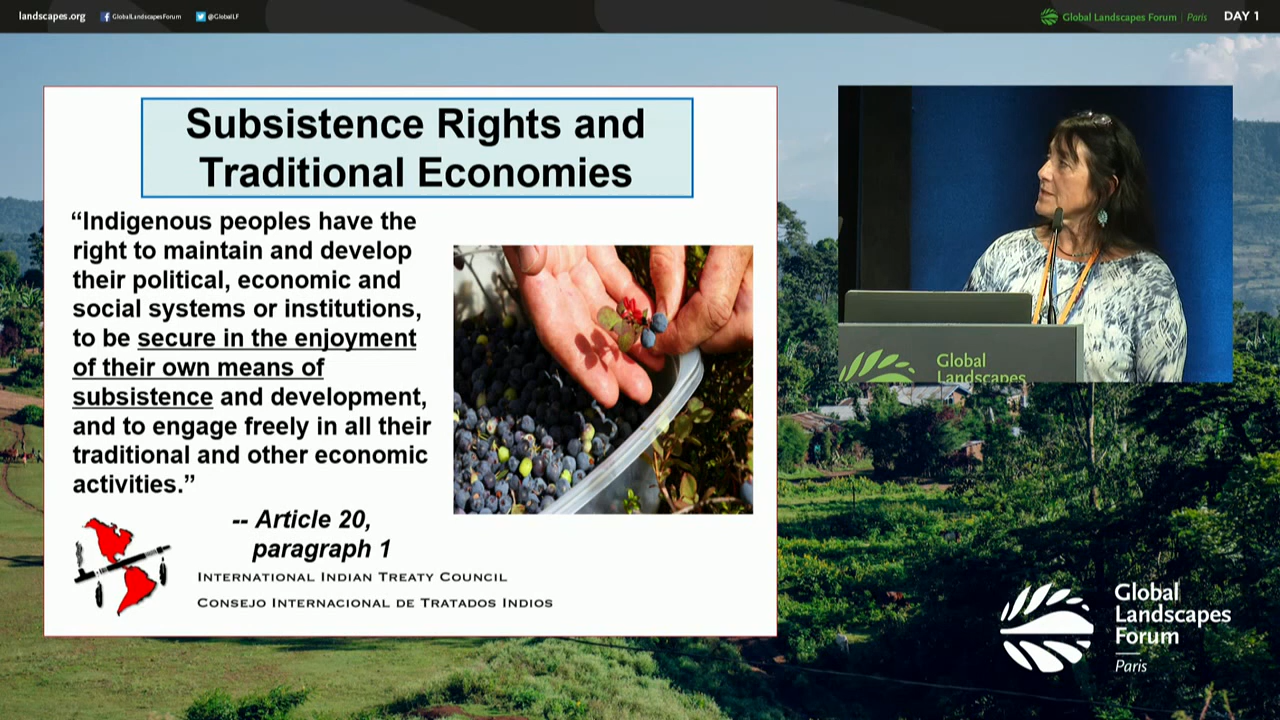 landscapes.org
GlobalLandscapesForum
@GlobalLF
Global Landscapes Forum | Paris
DAY 1
Subsistence Rights and
Traditional Economies
“Indigenous peoples have the
right to maintain and develop
their political, economic and
social systems or institutions,
to be secure in the enjoyment
of their own means of
subsistence and development,
and to engage freely in all their
traditional and other economic
activities.”
-- Article 20,
paragraph 1
INTERNATIONAL INDIAN TREATY COUNCIL
CONSEJO INTERNACIONAL DE TRATADOS INDIOS
Global
Landscapes
Global
Landscapes
Forum
Paris